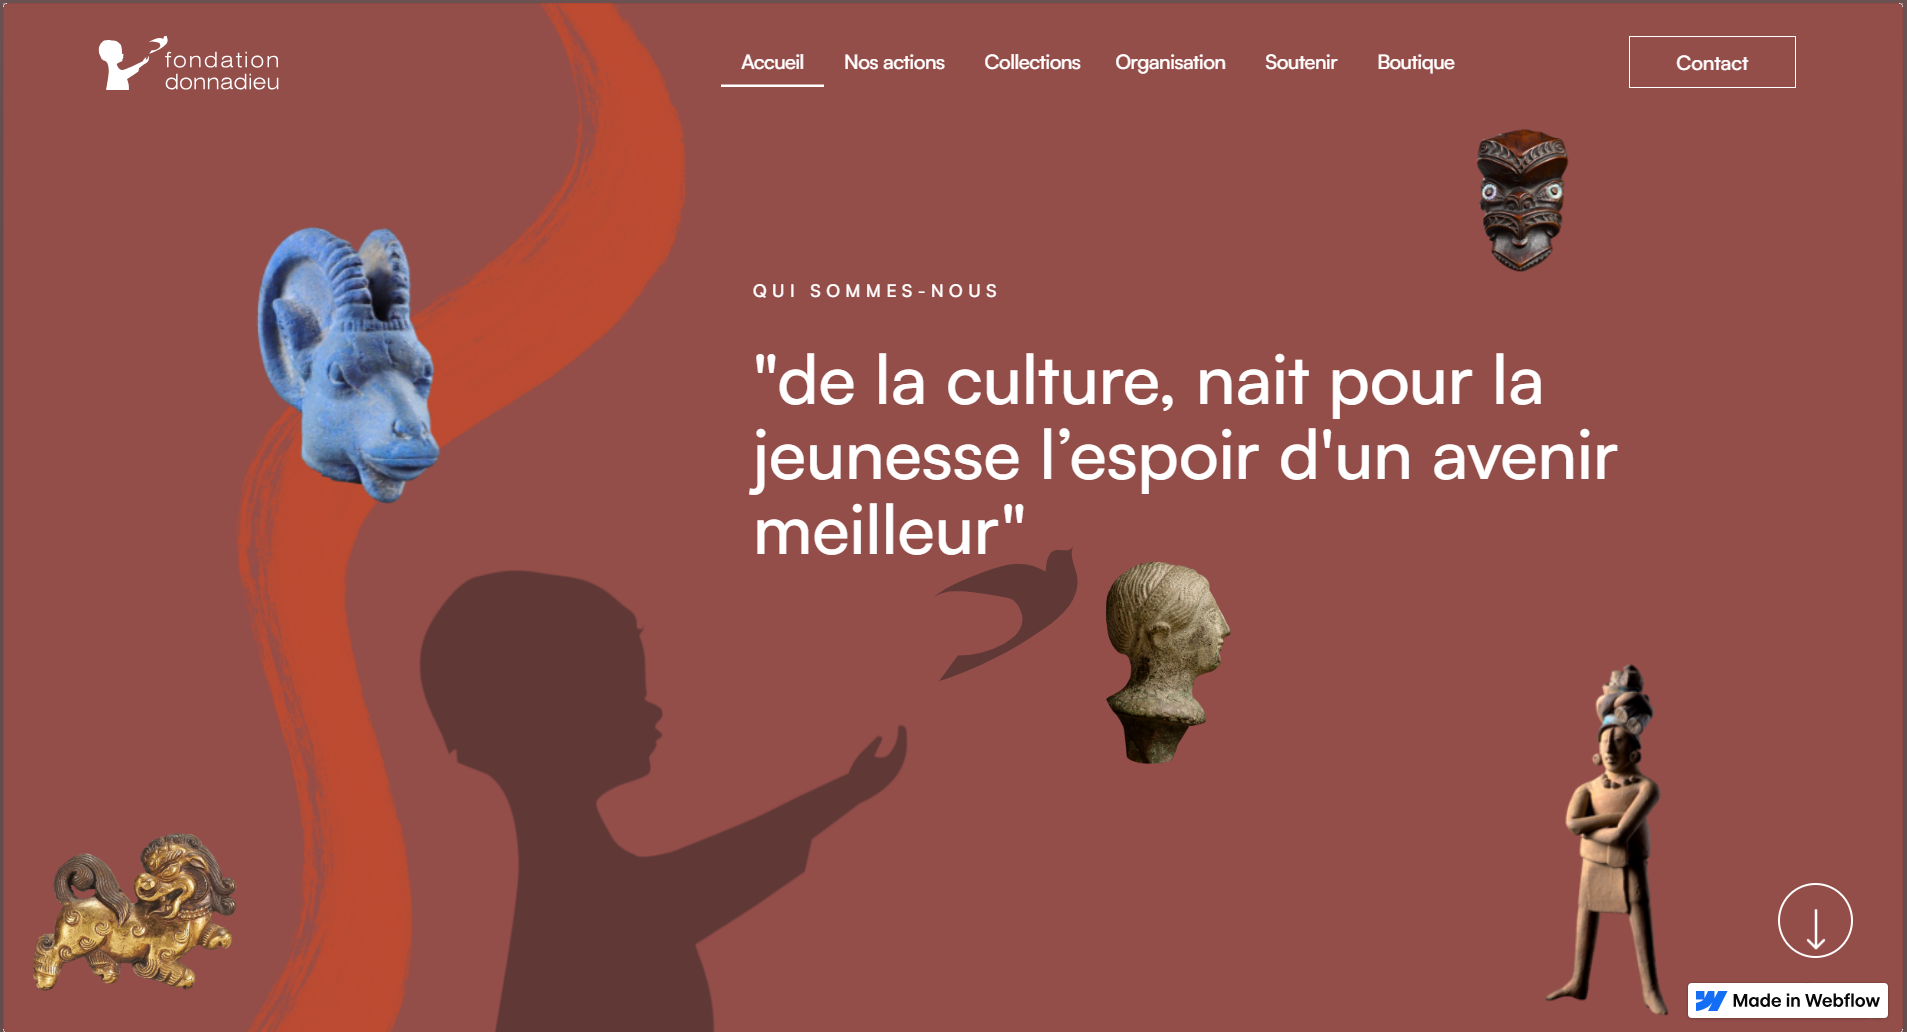 fondation
donnadieu
Accueil
Nos actions
Collections
Organisation
Soutenir
Boutique
Contact
QUI SOMMES-NOUS
"de la culture, nait pour la
jeunesse l’espoir d'un avenir
meilleur"
Made in Webflow